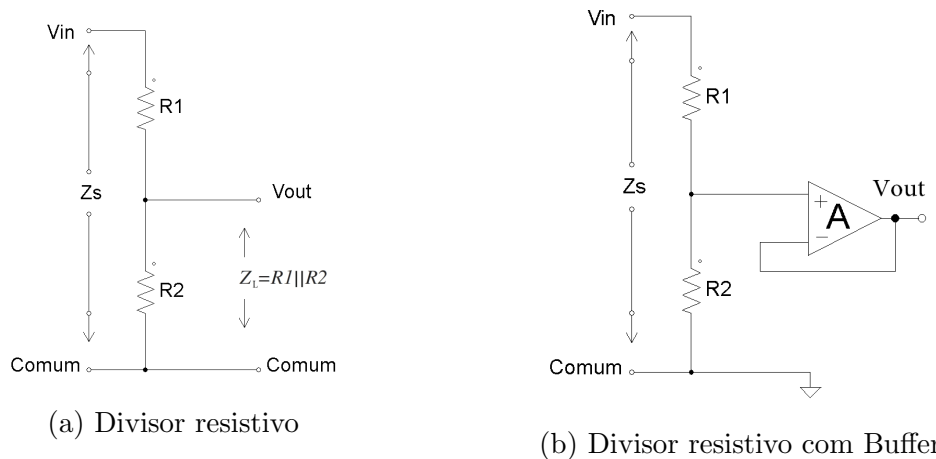 Vin
R1
Zs
Vout
R2
Z_L=R1||R2
Comum
Comum
(a) Divisor resistivo
Vin
R1
Zs
Vout
+
A
−
R2
Comum
(b) Divisor resistivo com Buffer